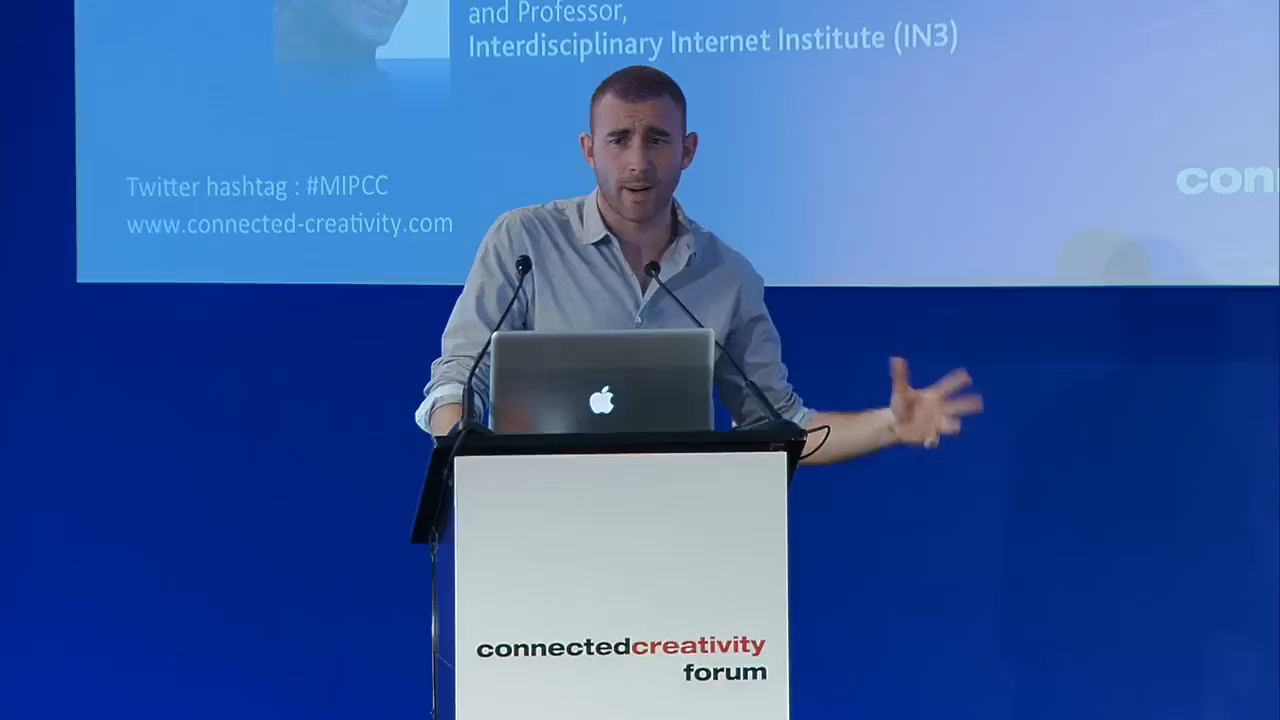 and Professor,
Interdisciplinary Internet Institute (IN3)
Twitter hashtag : #MIPCC
www.connected-creativity.com
con
connectedcreativity
forum